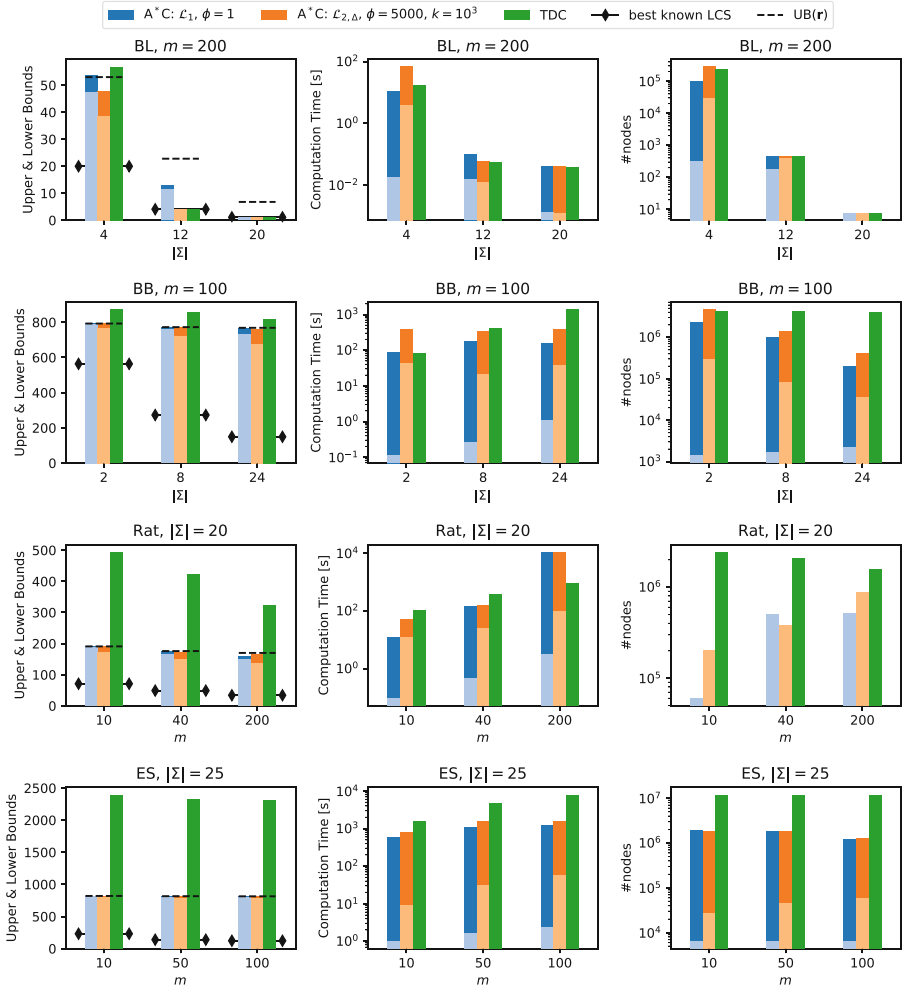 A*C: ℒ₁, ϕ = 1 A*C: ℒ₂,Δ, ϕ = 5000, k = 10³ TDC best known LCS UB(r)
BL, m = 200
Upper & Lower Bounds
50
40
30
20
10
0
4 12 20
|Σ|
BL, m = 200
Computation Time [s]
10²
10⁰
10⁻²
4 12 20
|Σ|
BL, m = 200
#nodes
10⁵
10⁴
10³
10²
10¹
4 12 20
|Σ|
BB, m = 100
Upper & Lower Bounds
800
600
400
200
0
2 8 24
|Σ|
BB, m = 100
Computation Time [s]
10³
10²
10¹
10⁰
10⁻¹
2 8 24
|Σ|
BB, m = 100
#nodes
10⁶
10⁵
10⁴
10³
2 8 24
|Σ|
Rat, |Σ| = 20
Upper & Lower Bounds
500
400
300
200
100
0
10 40 200
m
Rat, |Σ| = 20
Computation Time [s]
10⁴
10²
10⁰
10 40 200
m
Rat, |Σ| = 20
#nodes
10⁶
10⁵
10 40 200
m
ES, |Σ| = 25
Upper & Lower Bounds
2500
2000
1500
1000
500
0
10 50 100
m
ES, |Σ| = 25
Computation Time [s]
10⁴
10³
10²
10¹
10⁰
10 50 100
m
ES, |Σ| = 25
#nodes
10⁷
10⁶
10⁵
10⁴
10 50 100
m